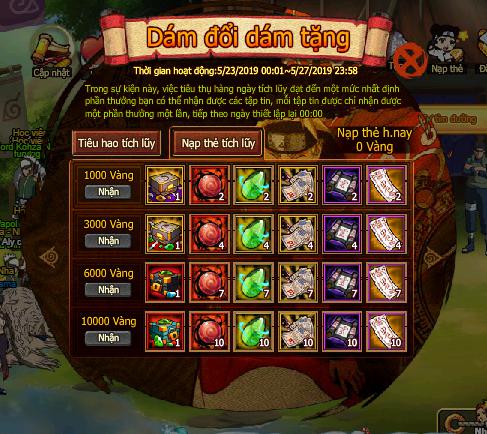 Dám đổi dám tặng
Cập nhật
Nạp thẻ
Thời gian hoạt động:5/23/2019 00:01~5/27/2019 23:58
Trong sự kiện này, việc tiêu thụ hàng ngày tích lũy đạt đến một mức nhất định
phần thưởng bạn có thể nhận được các tập tin, mỗi tập tin được chỉ nhận được
một phần thưởng một lần, tiếp theo ngày thiết lập lại 00:00
Tiêu hao tích lũy
Nạp thẻ tích lũy
Nạp thẻ h.nay
0 Vàng
1000 Vàng
Nhận
1 2 2 2 2 2
3000 Vàng
Nhận
1 4 4 4 4 4
6000 Vàng
Nhận
1 7 7 7 7 7
10000 Vàng
Nhận
1 10 10 10 10 10
Học viện